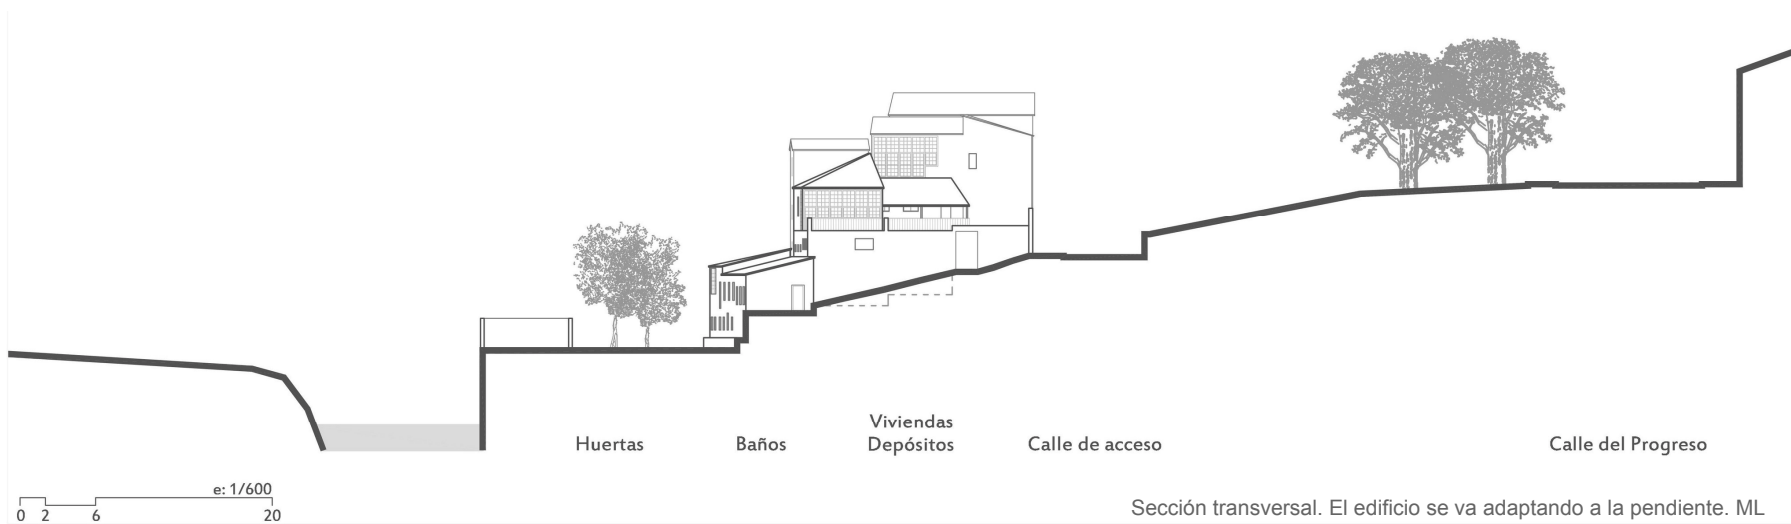 Huertas
Baños
Viviendas
Depósitos
Calle de acceso
Calle del Progreso
e: 1/600
0 2 6 20
Sección transversal. El edificio se va adaptando a la pendiente. ML